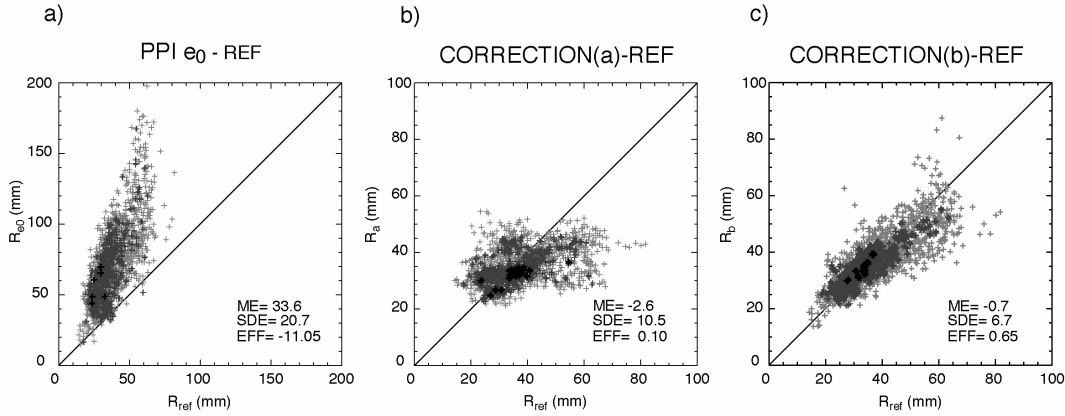 a)
PPI e0 - REF
200
150
100
50
0
Re0 (mm)
ME= 33.6
SDE= 20.7
EFF= -11.05
0 50 100 150 200
Rref (mm)
b)
CORRECTION(a)-REF
100
80
60
40
20
0
Ra (mm)
ME= -2.6
SDE= 10.5
EFF= 0.10
0 20 40 60 80 100
Rref (mm)
c)
CORRECTION(b)-REF
100
80
60
40
20
0
Rb (mm)
ME= -0.7
SDE= 6.7
EFF= 0.65
0 20 40 60 80 100
Rref (mm)